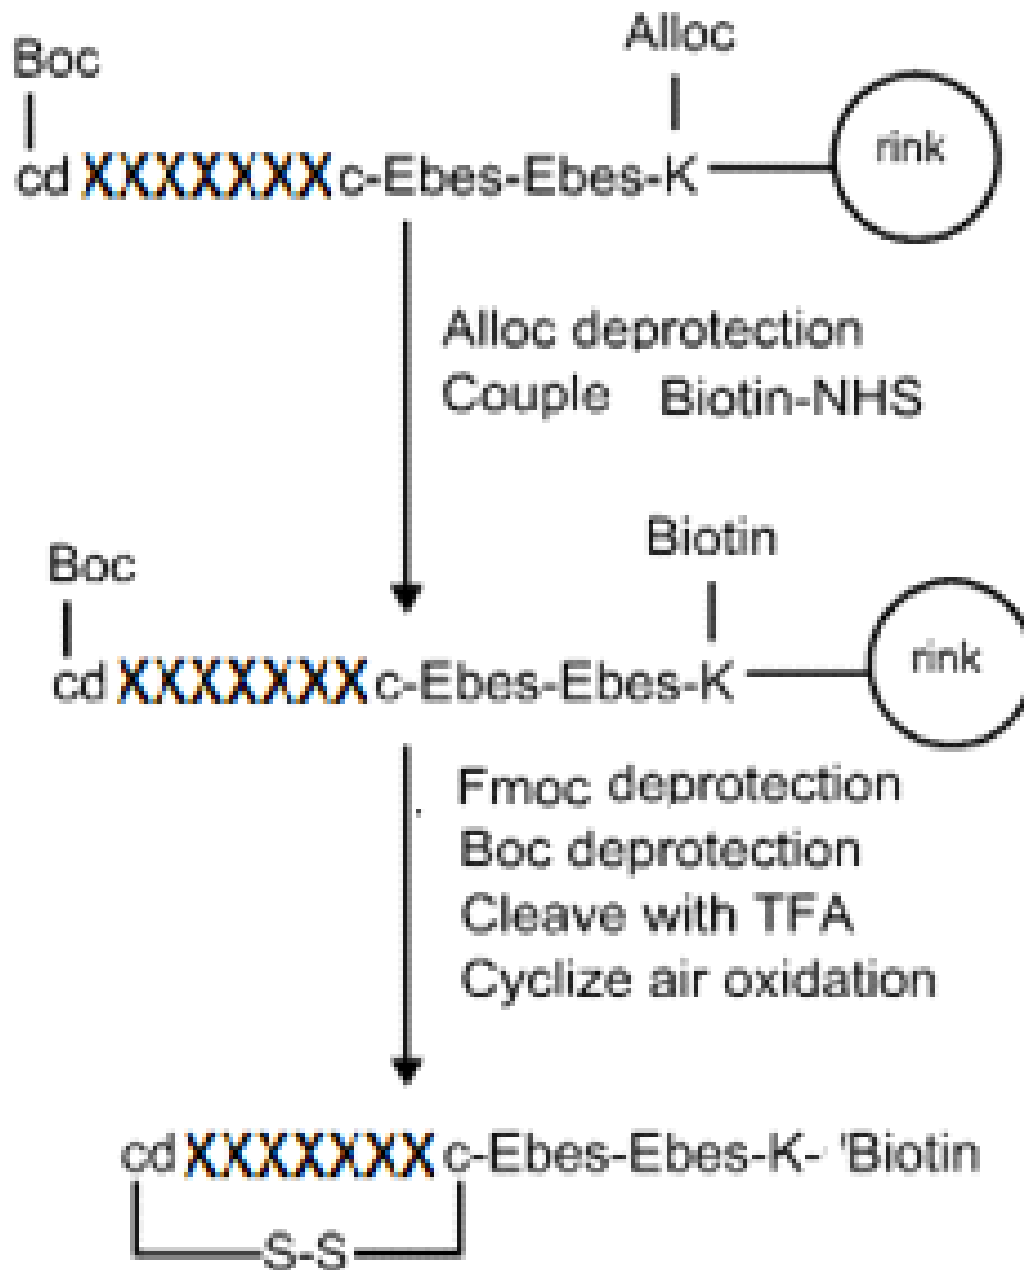 Alloc
Boc
rink
cd XXXXXXX c-Ebes-Ebes-K
Alloc deprotection
Couple Biotin-NHS
Biotin
Boc
rink
cd XXXXXXX c-Ebes-Ebes-K
Fmoc deprotection
Boc deprotection
Cleave with TFA
Cyclize air oxidation
cd XXXXXXX c-Ebes-Ebes-K- 'Biotin
S-S